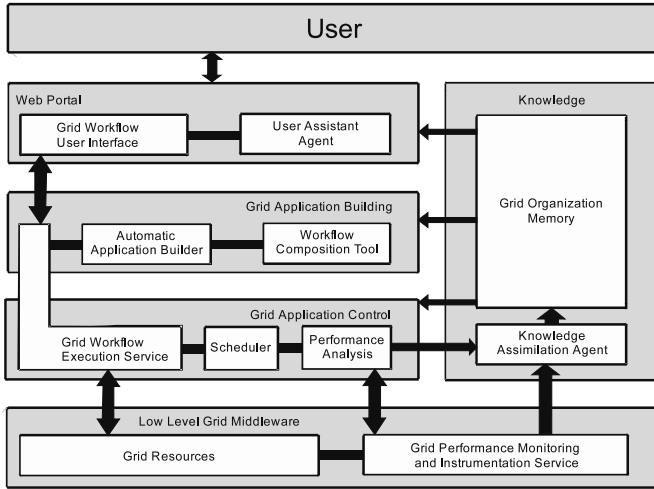 User
Web Portal
Grid Workflow
User Interface
User Assistant
Agent
Knowledge
Grid Organization
Memory
Grid Application Building
Automatic
Application Builder
Workflow
Composition Tool
Grid Application Control
Grid Workflow
Execution Service
Scheduler
Performance
Analysis
Knowledge
Assimilation Agent
Low Level Grid Middleware
Grid Resources
Grid Performance Monitoring
and Instrumentation Service